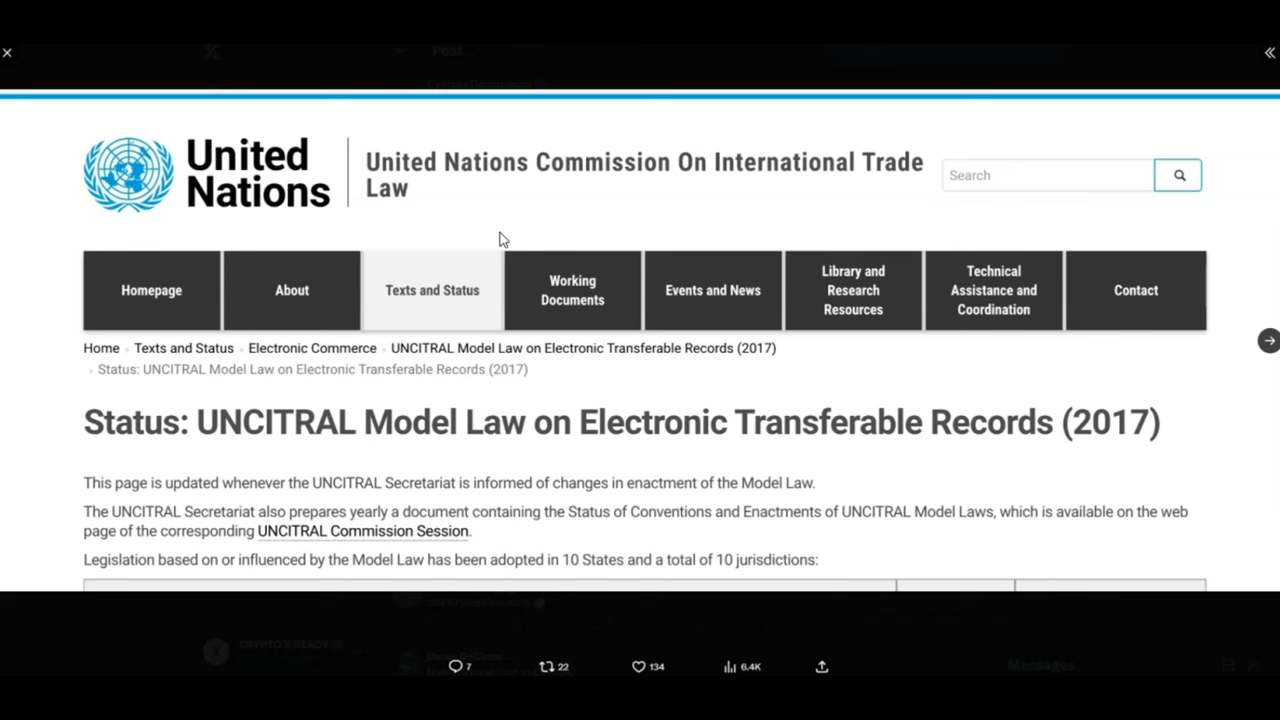 Post
United Nations
United Nations Commission On International Trade
Law
Search
Homepage
About
Texts and Status
Working
Documents
Events and News
Library and
Research
Resources
Technical
Assistance and
Coordination
Contact
Home » Texts and Status » Electronic Commerce » UNCITRAL Model Law on Electronic Transferable Records (2017)
» Status: UNCITRAL Model Law on Electronic Transferable Records (2017)
Status: UNCITRAL Model Law on Electronic Transferable Records (2017)
This page is updated whenever the UNCITRAL Secretariat is informed of changes in enactment of the Model Law.
The UNCITRAL Secretariat also prepares yearly a document containing the Status of Conventions and Enactments of UNCITRAL Model Laws, which is available on the web
page of the corresponding UNCITRAL Commission Session.
Legislation based on or influenced by the Model Law has been adopted in 10 States and a total of 10 jurisdictions:
CRYPTO X READY
7 22 134 6.4K
Messages